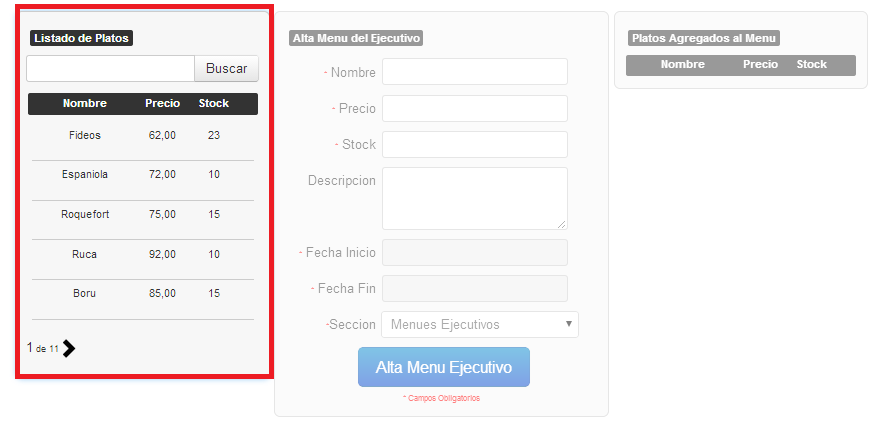 Listado de Platos
Buscar
Nombre Precio Stock
Fideos 62,00 23
Espaniola 72,00 10
Roquefort 75,00 15
Ruca 92,00 10
Boru 85,00 15
1 de 11
Alta Menu del Ejecutivo
- Nombre
- Precio
- Stock
Descripcion
- Fecha Inicio
- Fecha Fin
-Seccion Menues Ejecutivos
Alta Menu Ejecutivo
* Campos Obligatorios
Platos Agregados al Menu
Nombre Precio Stock